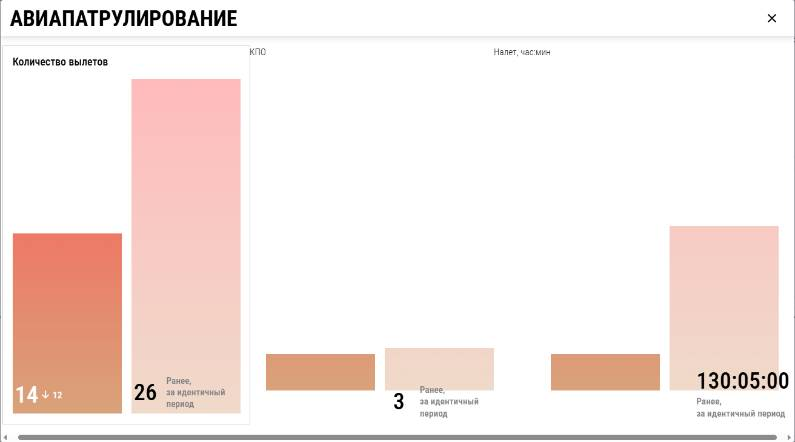 АВИАПАТРУЛИРОВАНИЕ
Количество вылетов
КПО
Налет, час:мин
14 ↓ 12
26
Ранее,
за идентичный
период
3
Ранее,
за идентичный
период
130:05:00
Ранее,
за идентичный период